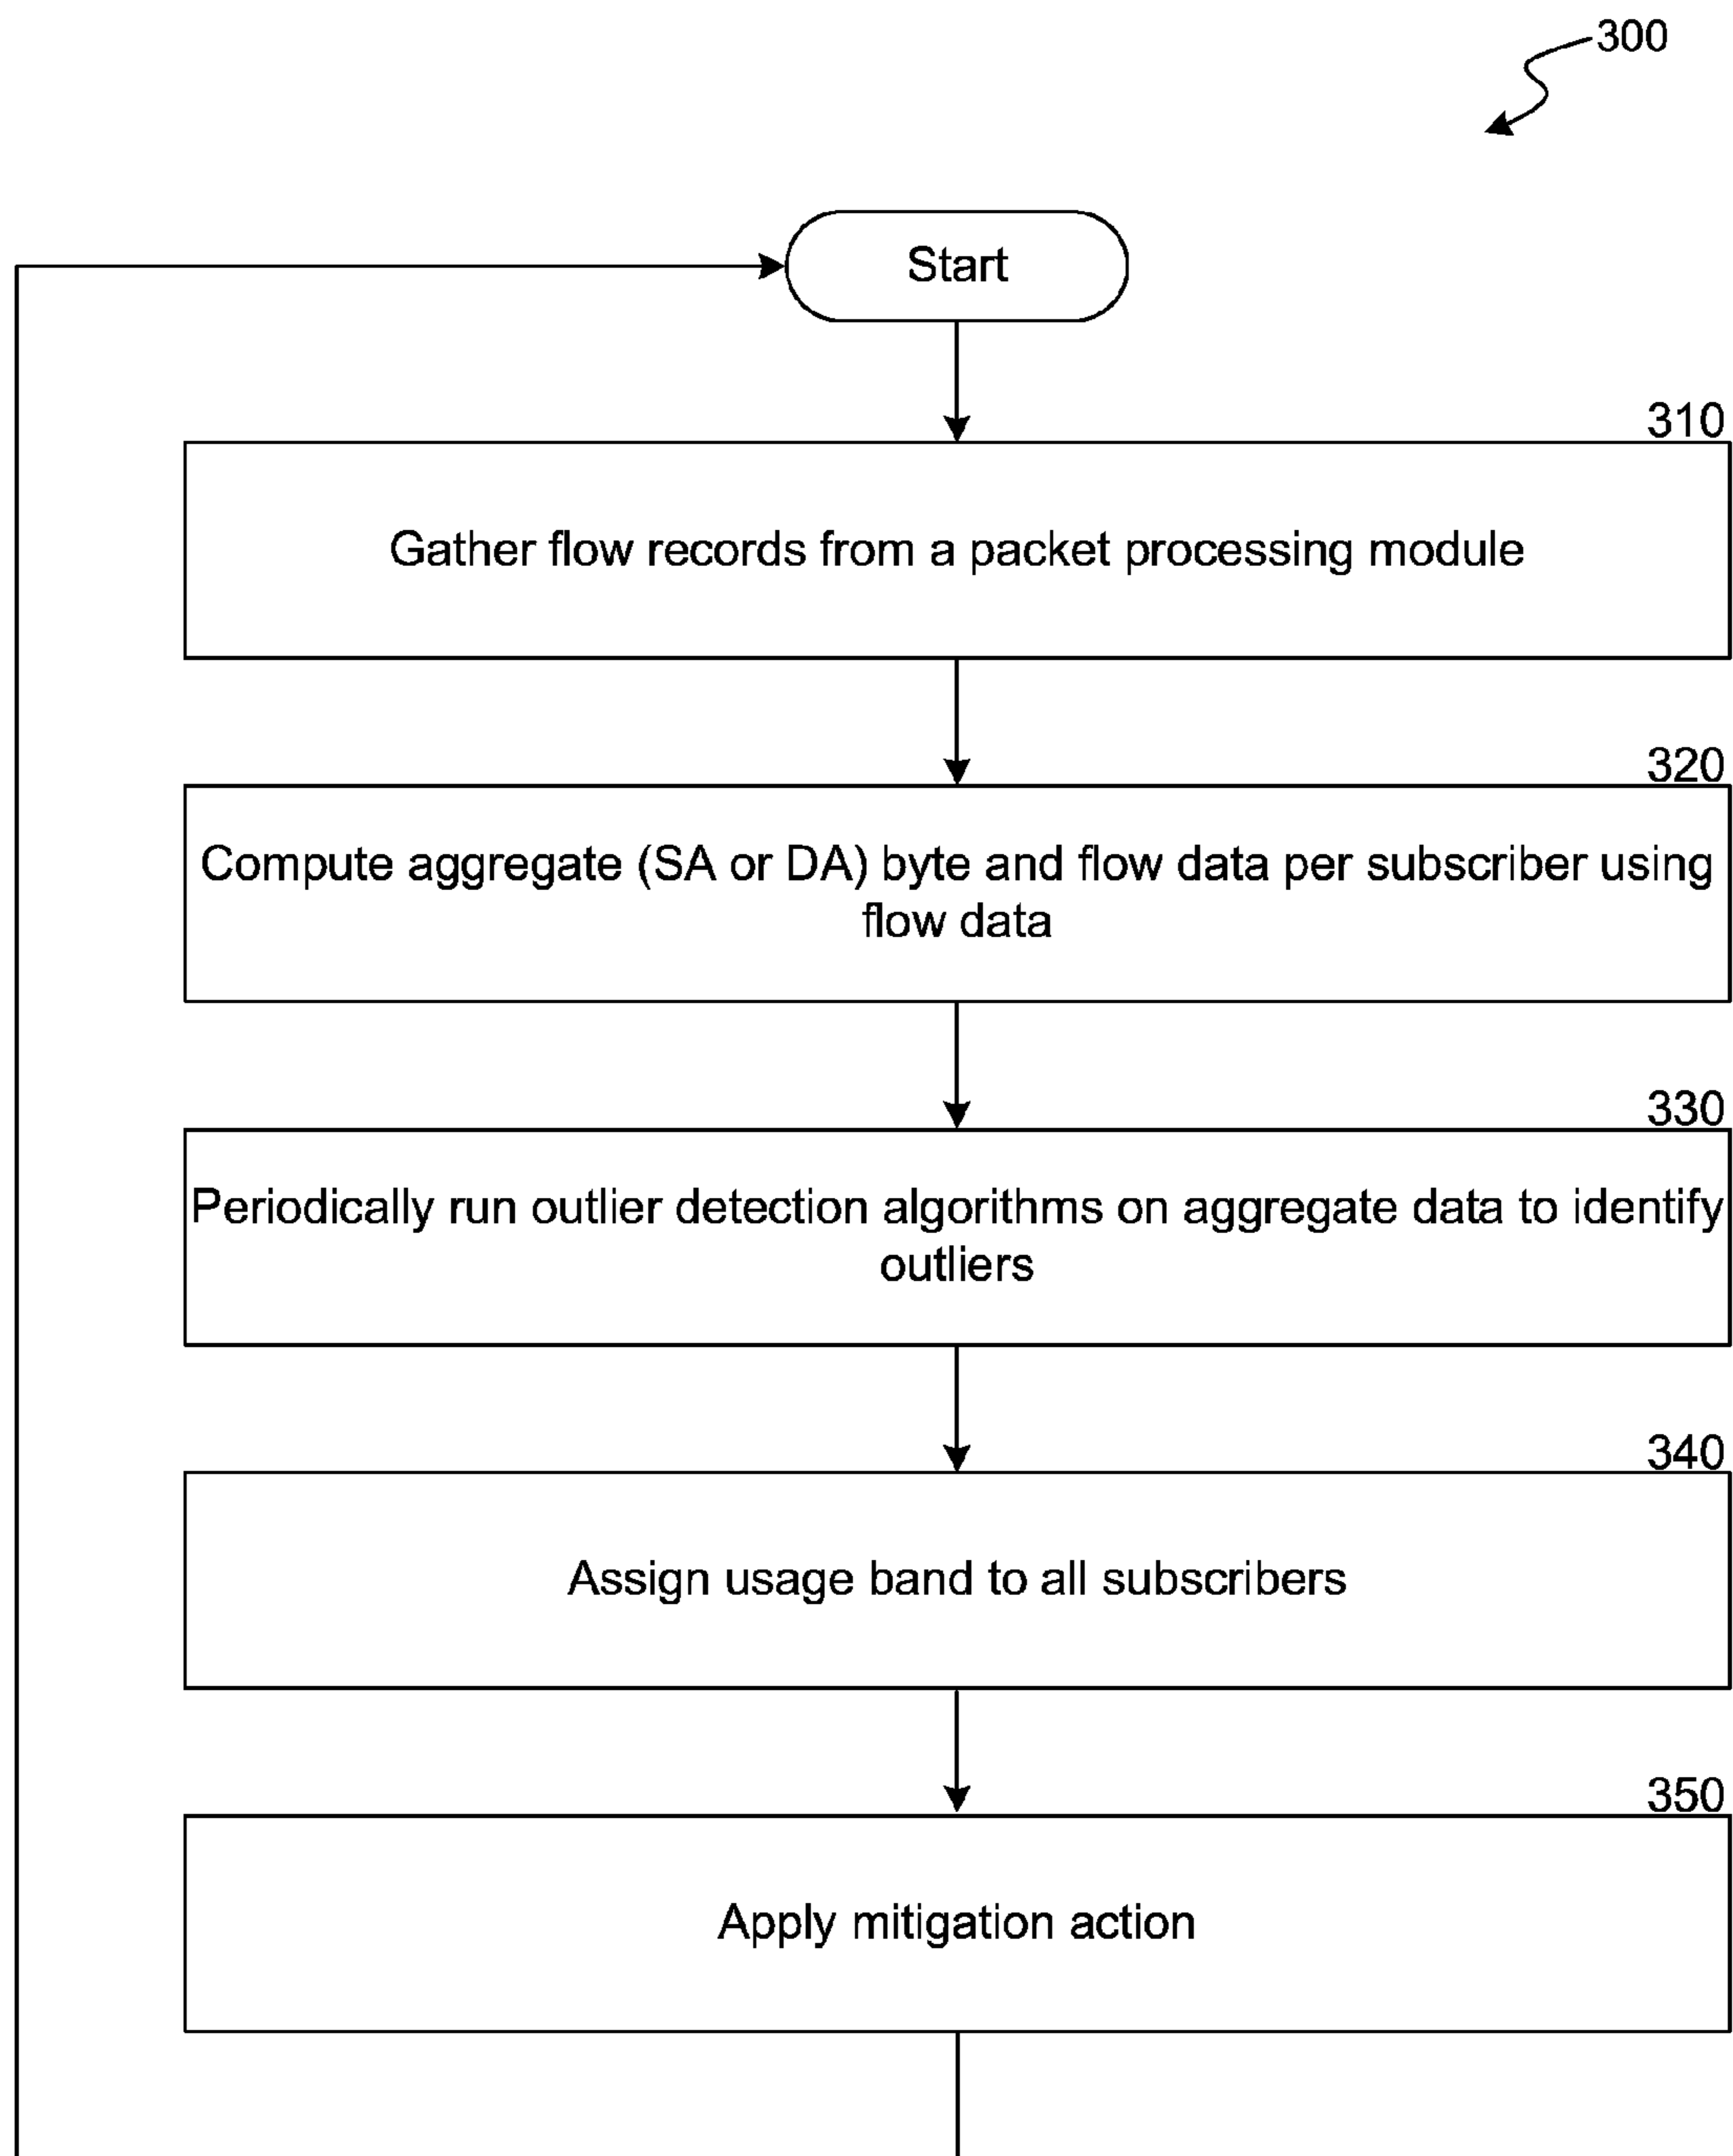 300
Start
310
Gather flow records from a packet processing module
320
Compute aggregate (SA or DA) byte and flow data per subscriber using
flow data
330
Periodically run outlier detection algorithms on aggregate data to identify
outliers
340
Assign usage band to all subscribers
350
Apply mitigation action